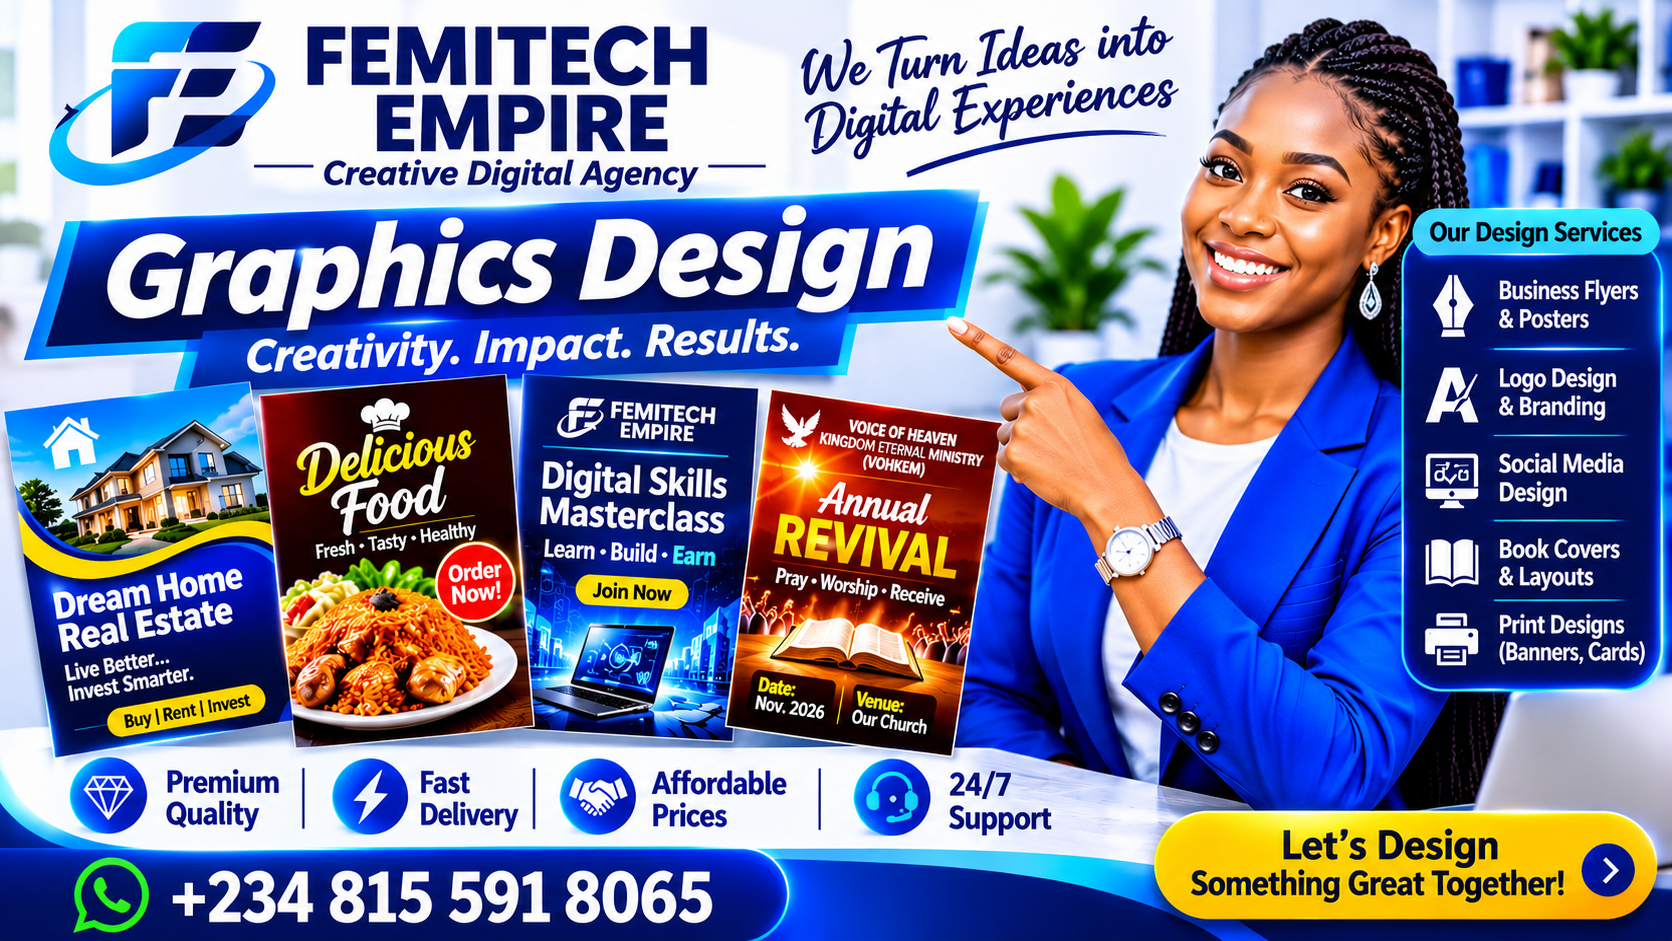 FEMITECH
EMPIRE
Creative Digital Agency
We Turn Ideas into
Digital Experiences
Graphics Design
Creativity. Impact. Results.
Dream Home
Real Estate
Live Better...
Invest Smarter.
Buy | Rent | Invest
Delicious
Food
Fresh • Tasty • Healthy
Order
Now!
FEMITECH
EMPIRE
Digital Skills
Masterclass
Learn • Build • Earn
Join Now
VOICE OF HEAVEN
KINGDOM ETERNAL MINISTRY
(VOHKEM)
Annual
REVIVAL
Pray • Worship • Receive
Date:
Nov. 2026
Venue:
Our Church
Our Design Services
Business Flyers
& Posters
Logo Design
& Branding
Social Media
Design
Book Covers
& Layouts
Print Designs
(Banners, Cards)
Premium
Quality
Fast
Delivery
Affordable
Prices
24/7
Support
+234 815 591 8065
Let's Design
Something Great Together!